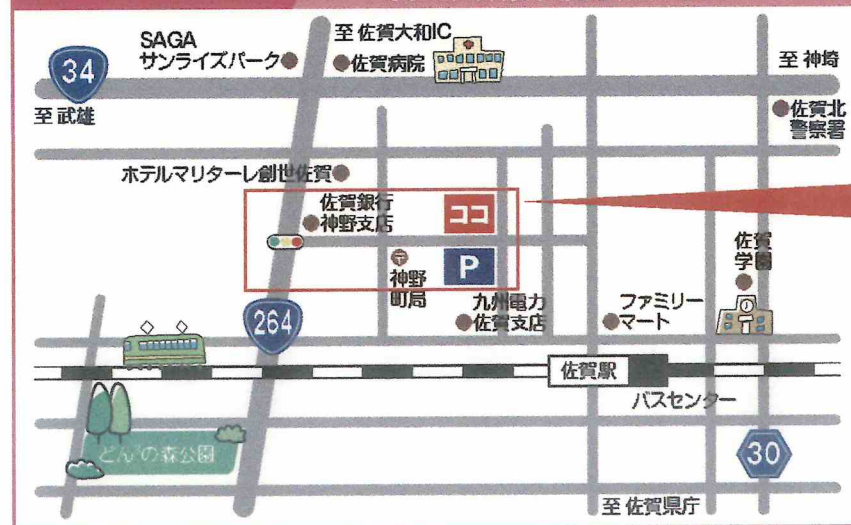 34
SAGA
サンライズパーク
至 佐賀大和IC
佐賀病院
至 神埼
至 武雄
佐賀北
警察署
ホテルマリターレ創世佐賀
佐賀銀行
神野支店
ココ
〒
神野
町局
P
佐賀
学園
264
九州電力
佐賀支店
ファミリー
マート
佐賀駅
バスセンター
どん3の森公園
30
至 佐賀県庁